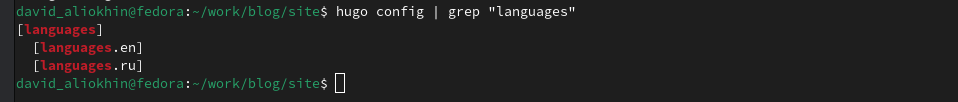 david_aliokhin@fedora:~/work/blog/site$ hugo config | grep "languages"
[languages]
  [languages.en]
  [languages.ru]
david_aliokhin@fedora:~/work/blog/site$